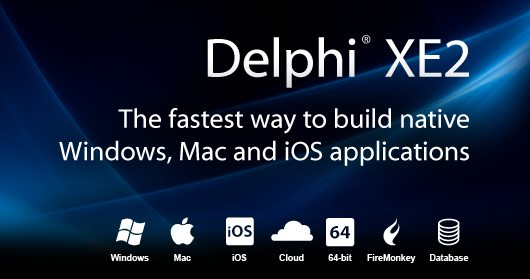 Delphi® XE2
The fastest way to build native
Windows, Mac and iOS applications
iOS 64
Windows Mac iOS Cloud 64-bit FireMonkey Database